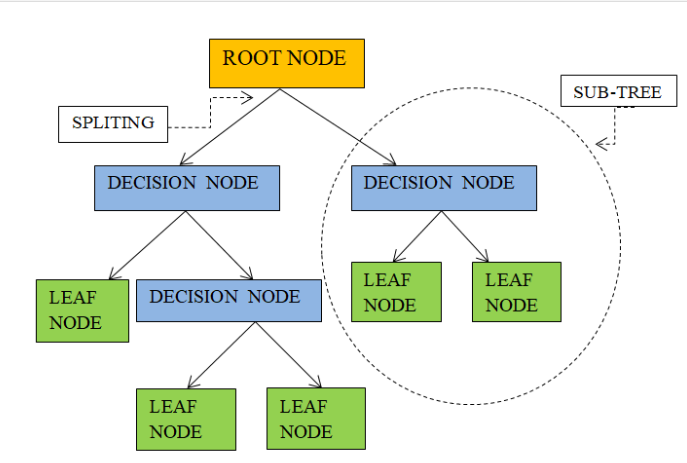 ROOT NODE
SUB-TREE
SPLITING
DECISION NODE
DECISION NODE
LEAF
NODE
LEAF
NODE
LEAF
NODE
DECISION NODE
LEAF
NODE
LEAF
NODE